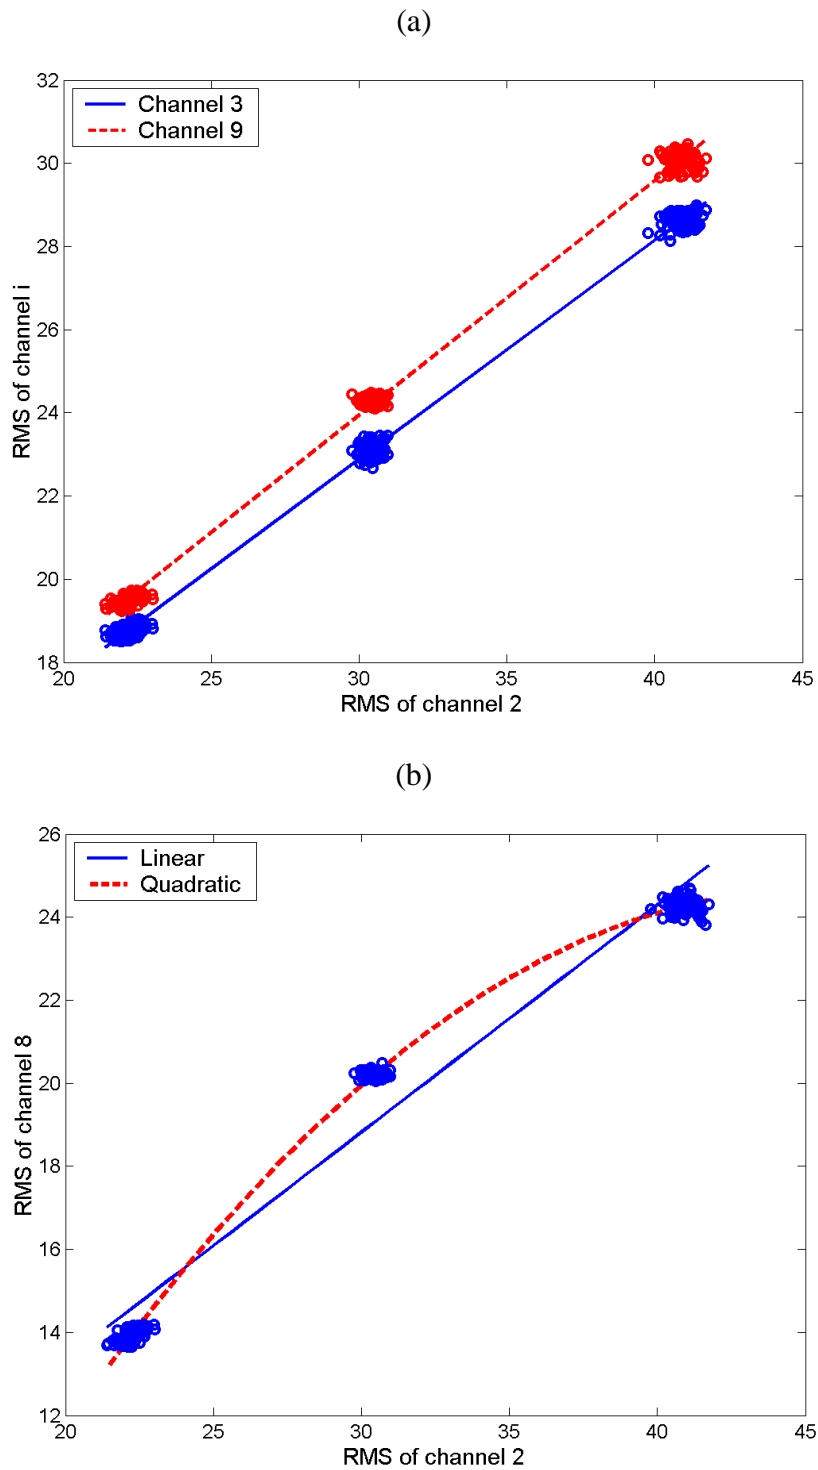 (a)
32
30
28
26
24
22
20
18
Channel 3
Channel 9
RMS of channel i
20 25 30 35 40 45
RMS of channel 2
(b)
26
24
22
20
18
16
14
12
Linear
Quadratic
RMS of channel 8
20 25 30 35 40 45
RMS of channel 2